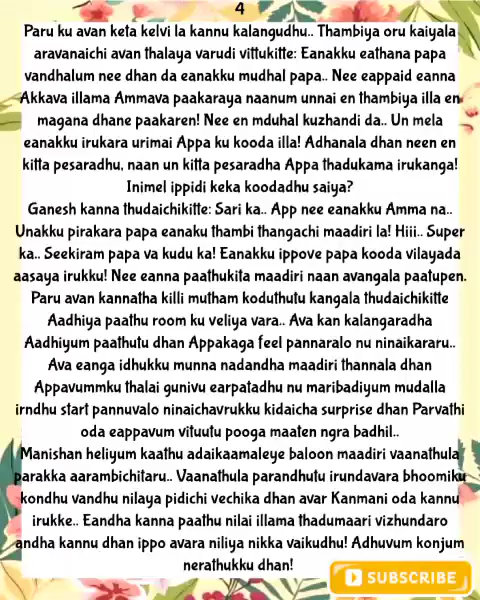 4
Paru ku avan keta kelvi la kannu kalangudhu.. Thambiya oru kaiyala
aravanaichi avan thalaya varudi vittukitte: Eanakku eathana papa
vandhalum nee dhan da eanakku mudhal papa.. Nee eappaid eanna
Akkava illama Ammava paakaraya naanum unnai en thambiya illa en
magana dhane paakaren! Nee en mduhal kuzhandi da.. Un mela
eanakku irukara urimai Appa ku kooda illa! Adhanala dhan neen en
kitta pesaradhu, naan un kitta pesaradha Appa thadukama irukanga!
Inimel ippidi keka koodadhu saiya?
Ganesh kanna thudaichikitte: Sari ka.. App nee eanakku Amma na..
Unakku pirakara papa eanaku thambi thangachi maadiri la! Hiii.. Super
ka.. Seekiram papa va kudu ka! Eanakku ippove papa kooda vilayada
aasaya irukku! Nee eanna paathukita maadiri naan avangala paatupen.
Paru avan kannatha killi mutham koduthutu kangala thudaichikitte
Aadhiya paathu room ku veliya vara.. Ava kan kalangaradha
Aadhiyum paathutu dhan Appakaga feel pannaralo nu ninaikararu..
Ava eanga idhukku munna nadandha maadiri thannala dhan
Appavummku thalai gunivu earpatadhu nu maribadiyum mudalla
irndhu start pannuvalo ninaichavrukku kidaicha surprise dhan Parvathi
oda eappavum vituutu pooga maaten ngra badhil..
Manishan heliyum kaathu adaikaamaleye baloon maadiri vaanathula
parakka aarambichitaru.. Vaanathula parandhutu irundavara bhoomiku
kondhu vandhu nilaya pidichi vechika dhan avar Kanmani oda kannu
irukke.. Eandha kanna paathu nilai illama thadumaari vizhundaro
andha kannu dhan ippo avara niliya nikka vaikudhu! Adhuvum konjum
nerathukku dhan!
SUBSCRIBE